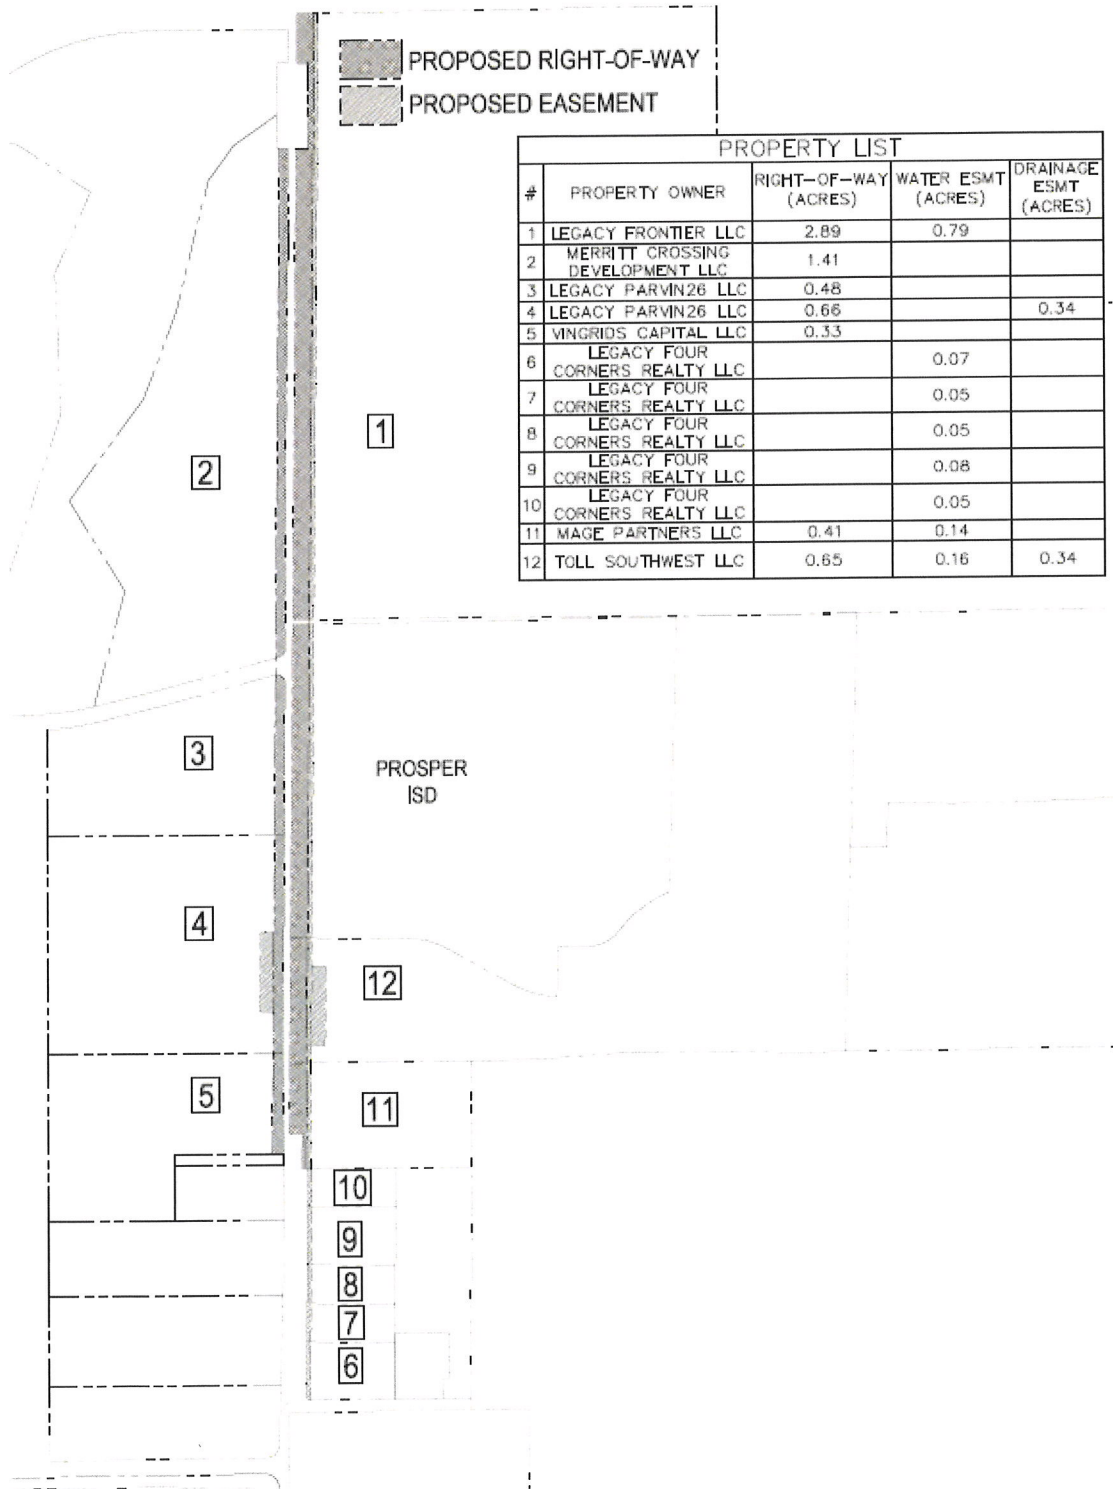 PROPOSED RIGHT-OF-WAY
PROPOSED EASEMENT
PROPERTY LIST
# PROPERTY OWNER RIGHT-OF-WAY (ACRES) WATER ESMT (ACRES) DRAINAGE ESMT (ACRES)
1 LEGACY FRONTIER LLC 2.89 0.79
2 MERRITT CROSSING DEVELOPMENT LLC 1.41
3 LEGACY PARVIN26 LLC 0.48
4 LEGACY PARVIN26 LLC 0.66 0.34
5 VINGRIDS CAPITAL LLC 0.33
6 LEGACY FOUR CORNERS REALTY LLC 0.07
7 LEGACY FOUR CORNERS REALTY LLC 0.05
8 LEGACY FOUR CORNERS REALTY LLC 0.05
9 LEGACY FOUR CORNERS REALTY LLC 0.08
10 LEGACY FOUR CORNERS REALTY LLC 0.05
11 MAGE PARTNERS LLC 0.41 0.14
12 TOLL SOUTHWEST LLC 0.65 0.16 0.34
1
2
3
PROSPER
ISD
4
12
5
11
10
9
8
7
6